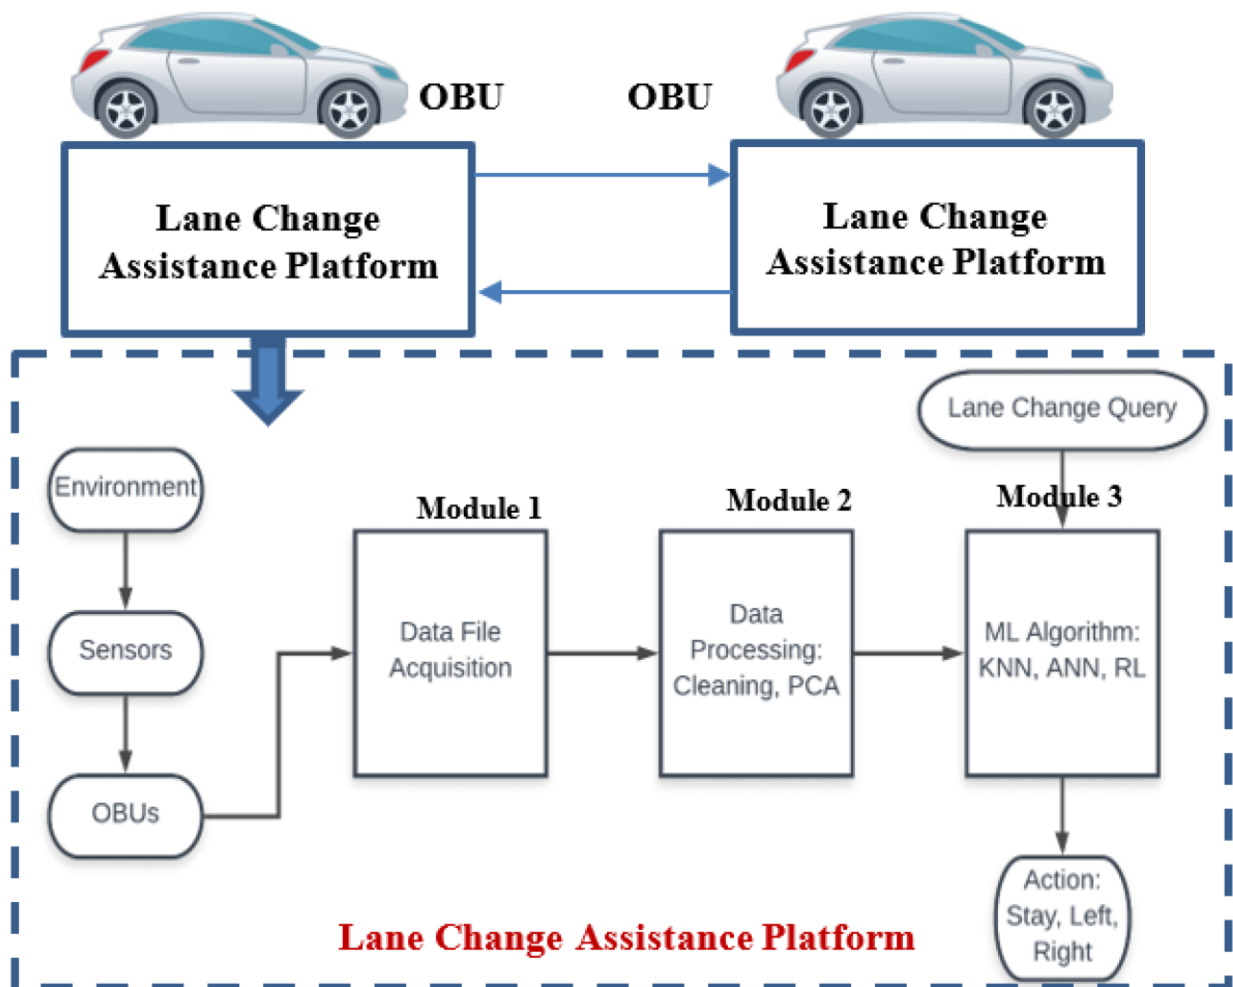 OBU
OBU
Lane Change
Assistance Platform
Lane Change
Assistance Platform
Lane Change Query
Environment
Sensors
OBUs
Module 1
Data File
Acquisition
Module 2
Data
Processing:
Cleaning, PCA
Module 3
ML Algorithm:
KNN, ANN, RL
Action:
Stay, Left,
Right
Lane Change Assistance Platform